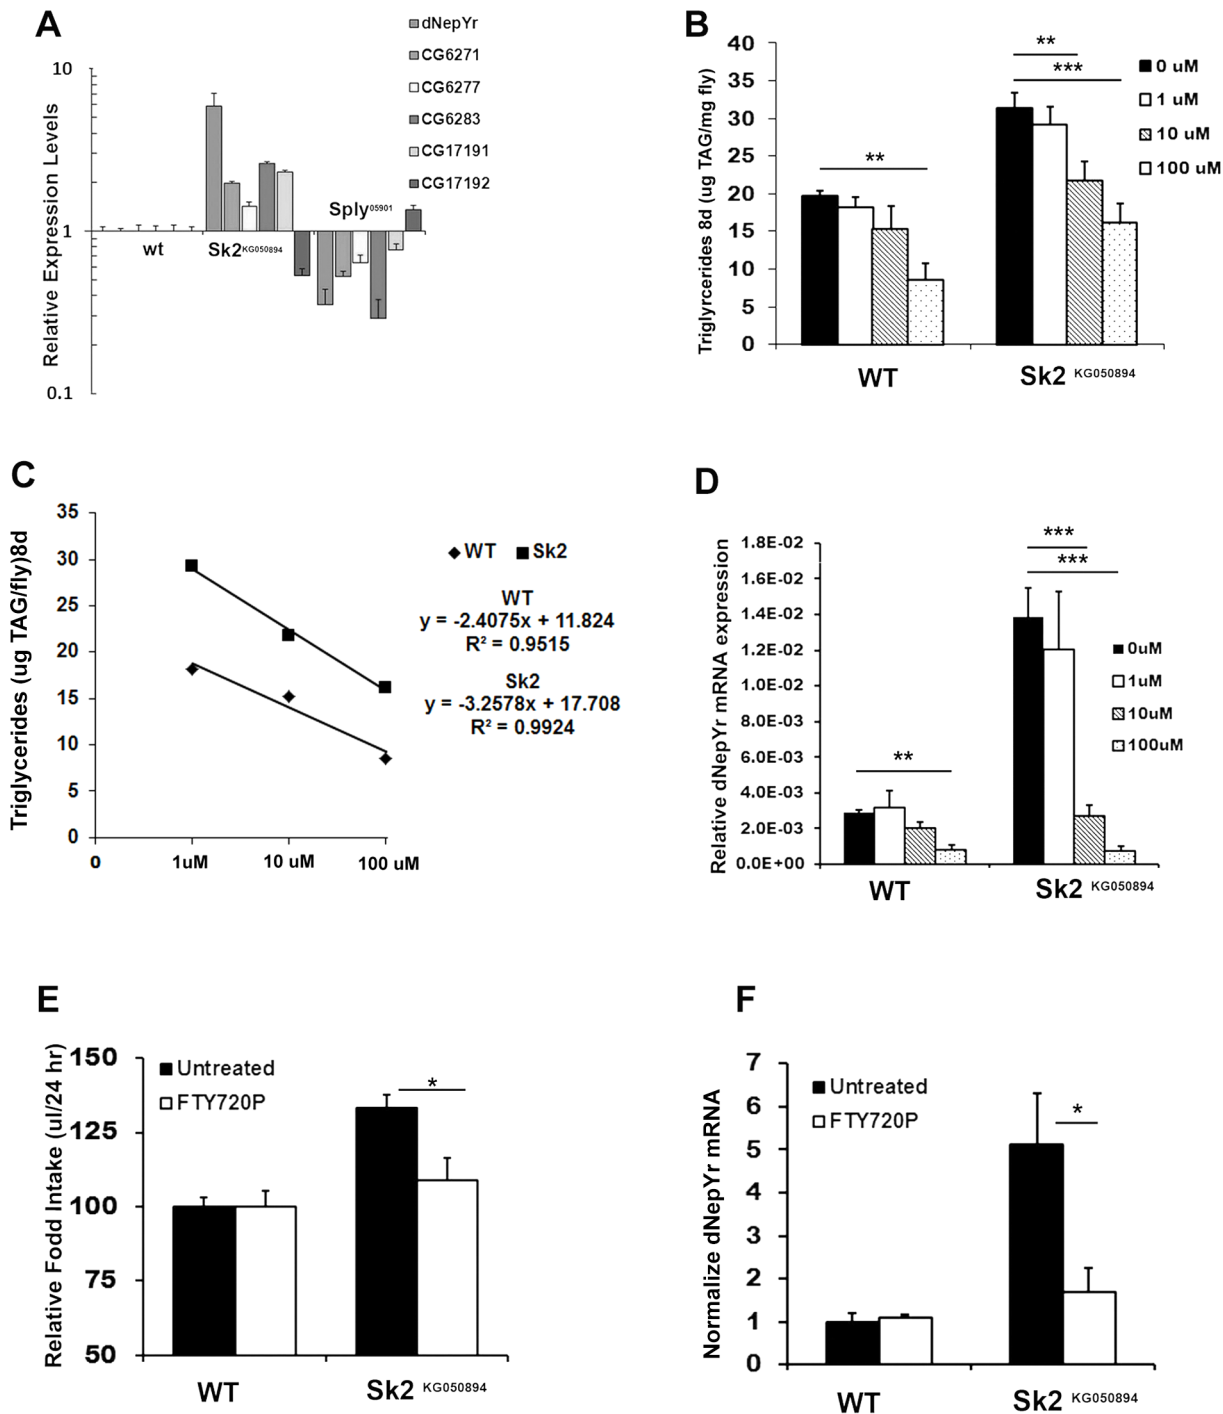 A
dNepYr
CG6271
CG6277
CG6283
CG17191
CG17192
Relative Expression Levels
10
1
0.1
wt
Sk2KG050894
Sply05901
B
Triglyrcerides 8d (ug TAG/mg fly)
40
35
30
25
20
15
10
5
0
**
**
***
0 uM
1 uM
10 uM
100 uM
WT
Sk2 KG050894
C
Triglycerides (ug TAG/fly)8d
35
30
25
20
15
10
5
0
0
1uM
10 uM
100 uM
WT Sk2
WT
y = -2.4075x + 11.824
R² = 0.9515
Sk2
y = -3.2578x + 17.708
R² = 0.9924
D
Relative dNepYr mRNA expression
1.8E-02
1.6E-02
1.4E-02
1.2E-02
1.0E-02
8.0E-03
6.0E-03
4.0E-03
2.0E-03
0.0E+00
**
***
***
0uM
1uM
10uM
100uM
WT
Sk2 KG050894
E
Relative Fodd Intake (ul/24 hr)
150
125
100
75
50
Untreated
FTY720P
*
WT
Sk2 KG050894
F
Normalize dNepYr mRNA
7
6
5
4
3
2
1
0
Untreated
FTY720P
*
WT
Sk2 KG050894